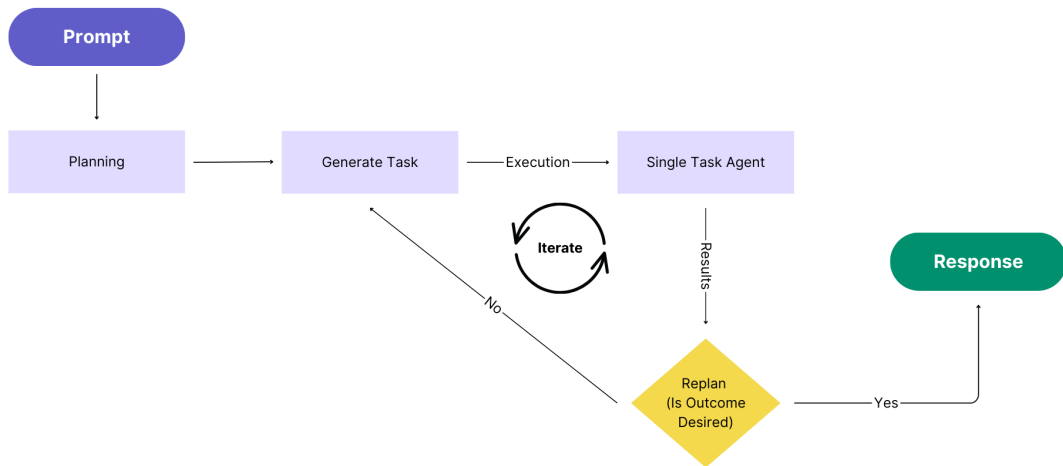 Prompt
Planning
Generate Task
Execution
Single Task Agent
Iterate
Results
Response
No
Replan
(Is Outcome
Desired)
Yes